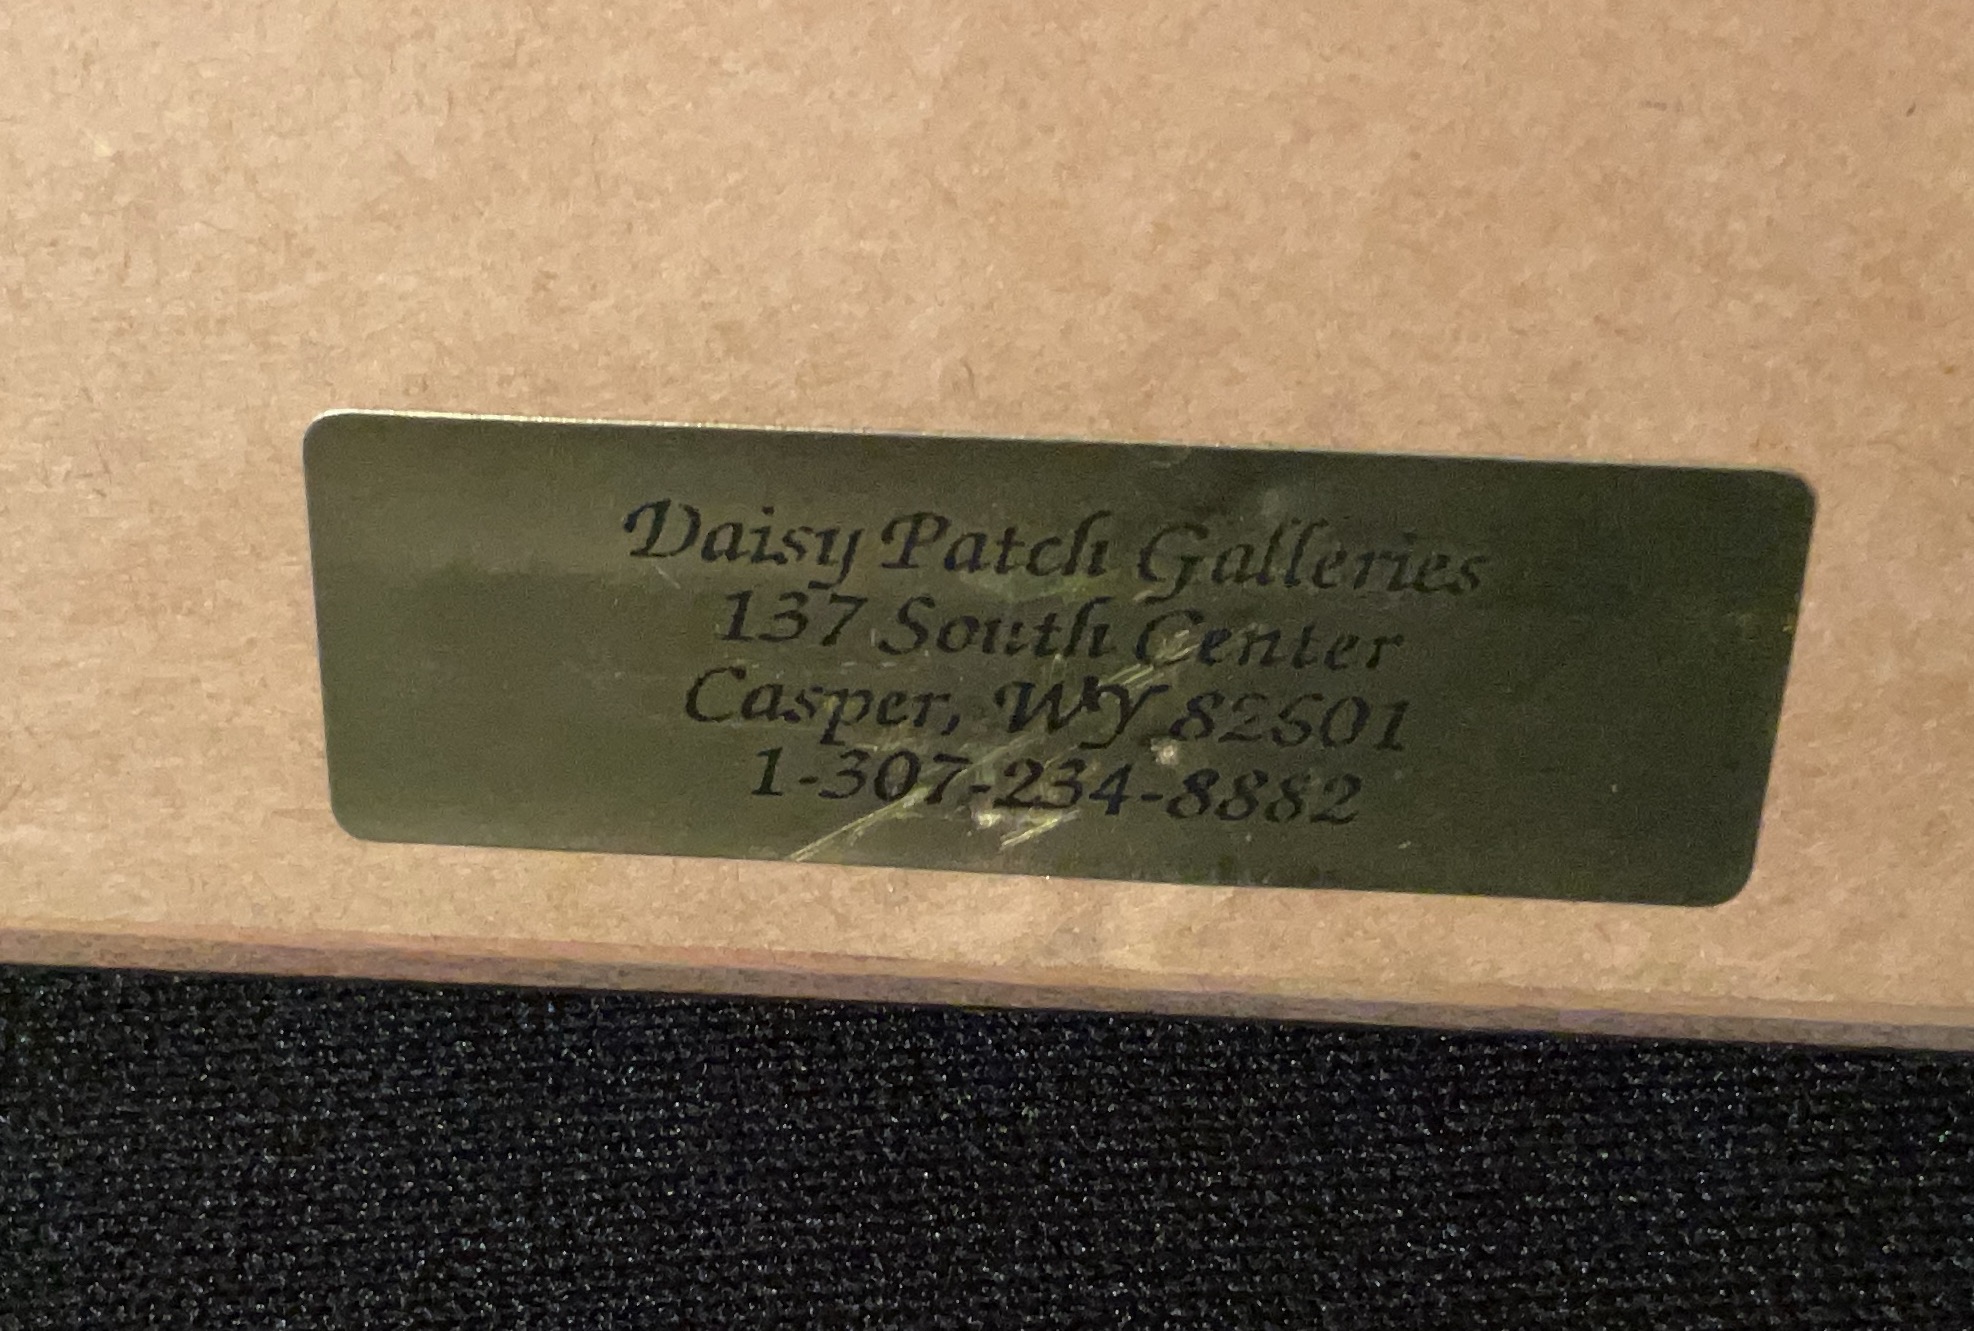 Daisy Patch Galleries
137 South Center
Casper, WY 82601
1-307-234-8882